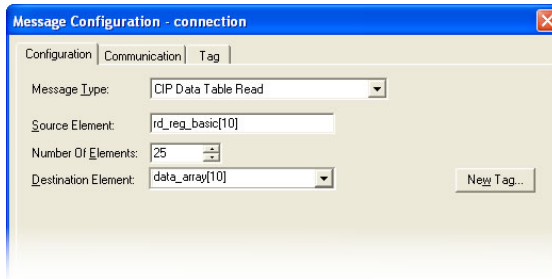 Message Configuration - connection
Configuration Communication Tag
Message Type: CIP Data Table Read
Source Element: rd_reg_basic[10]
Number Of Elements: 25
Destination Element: data_array[10] New Tag...